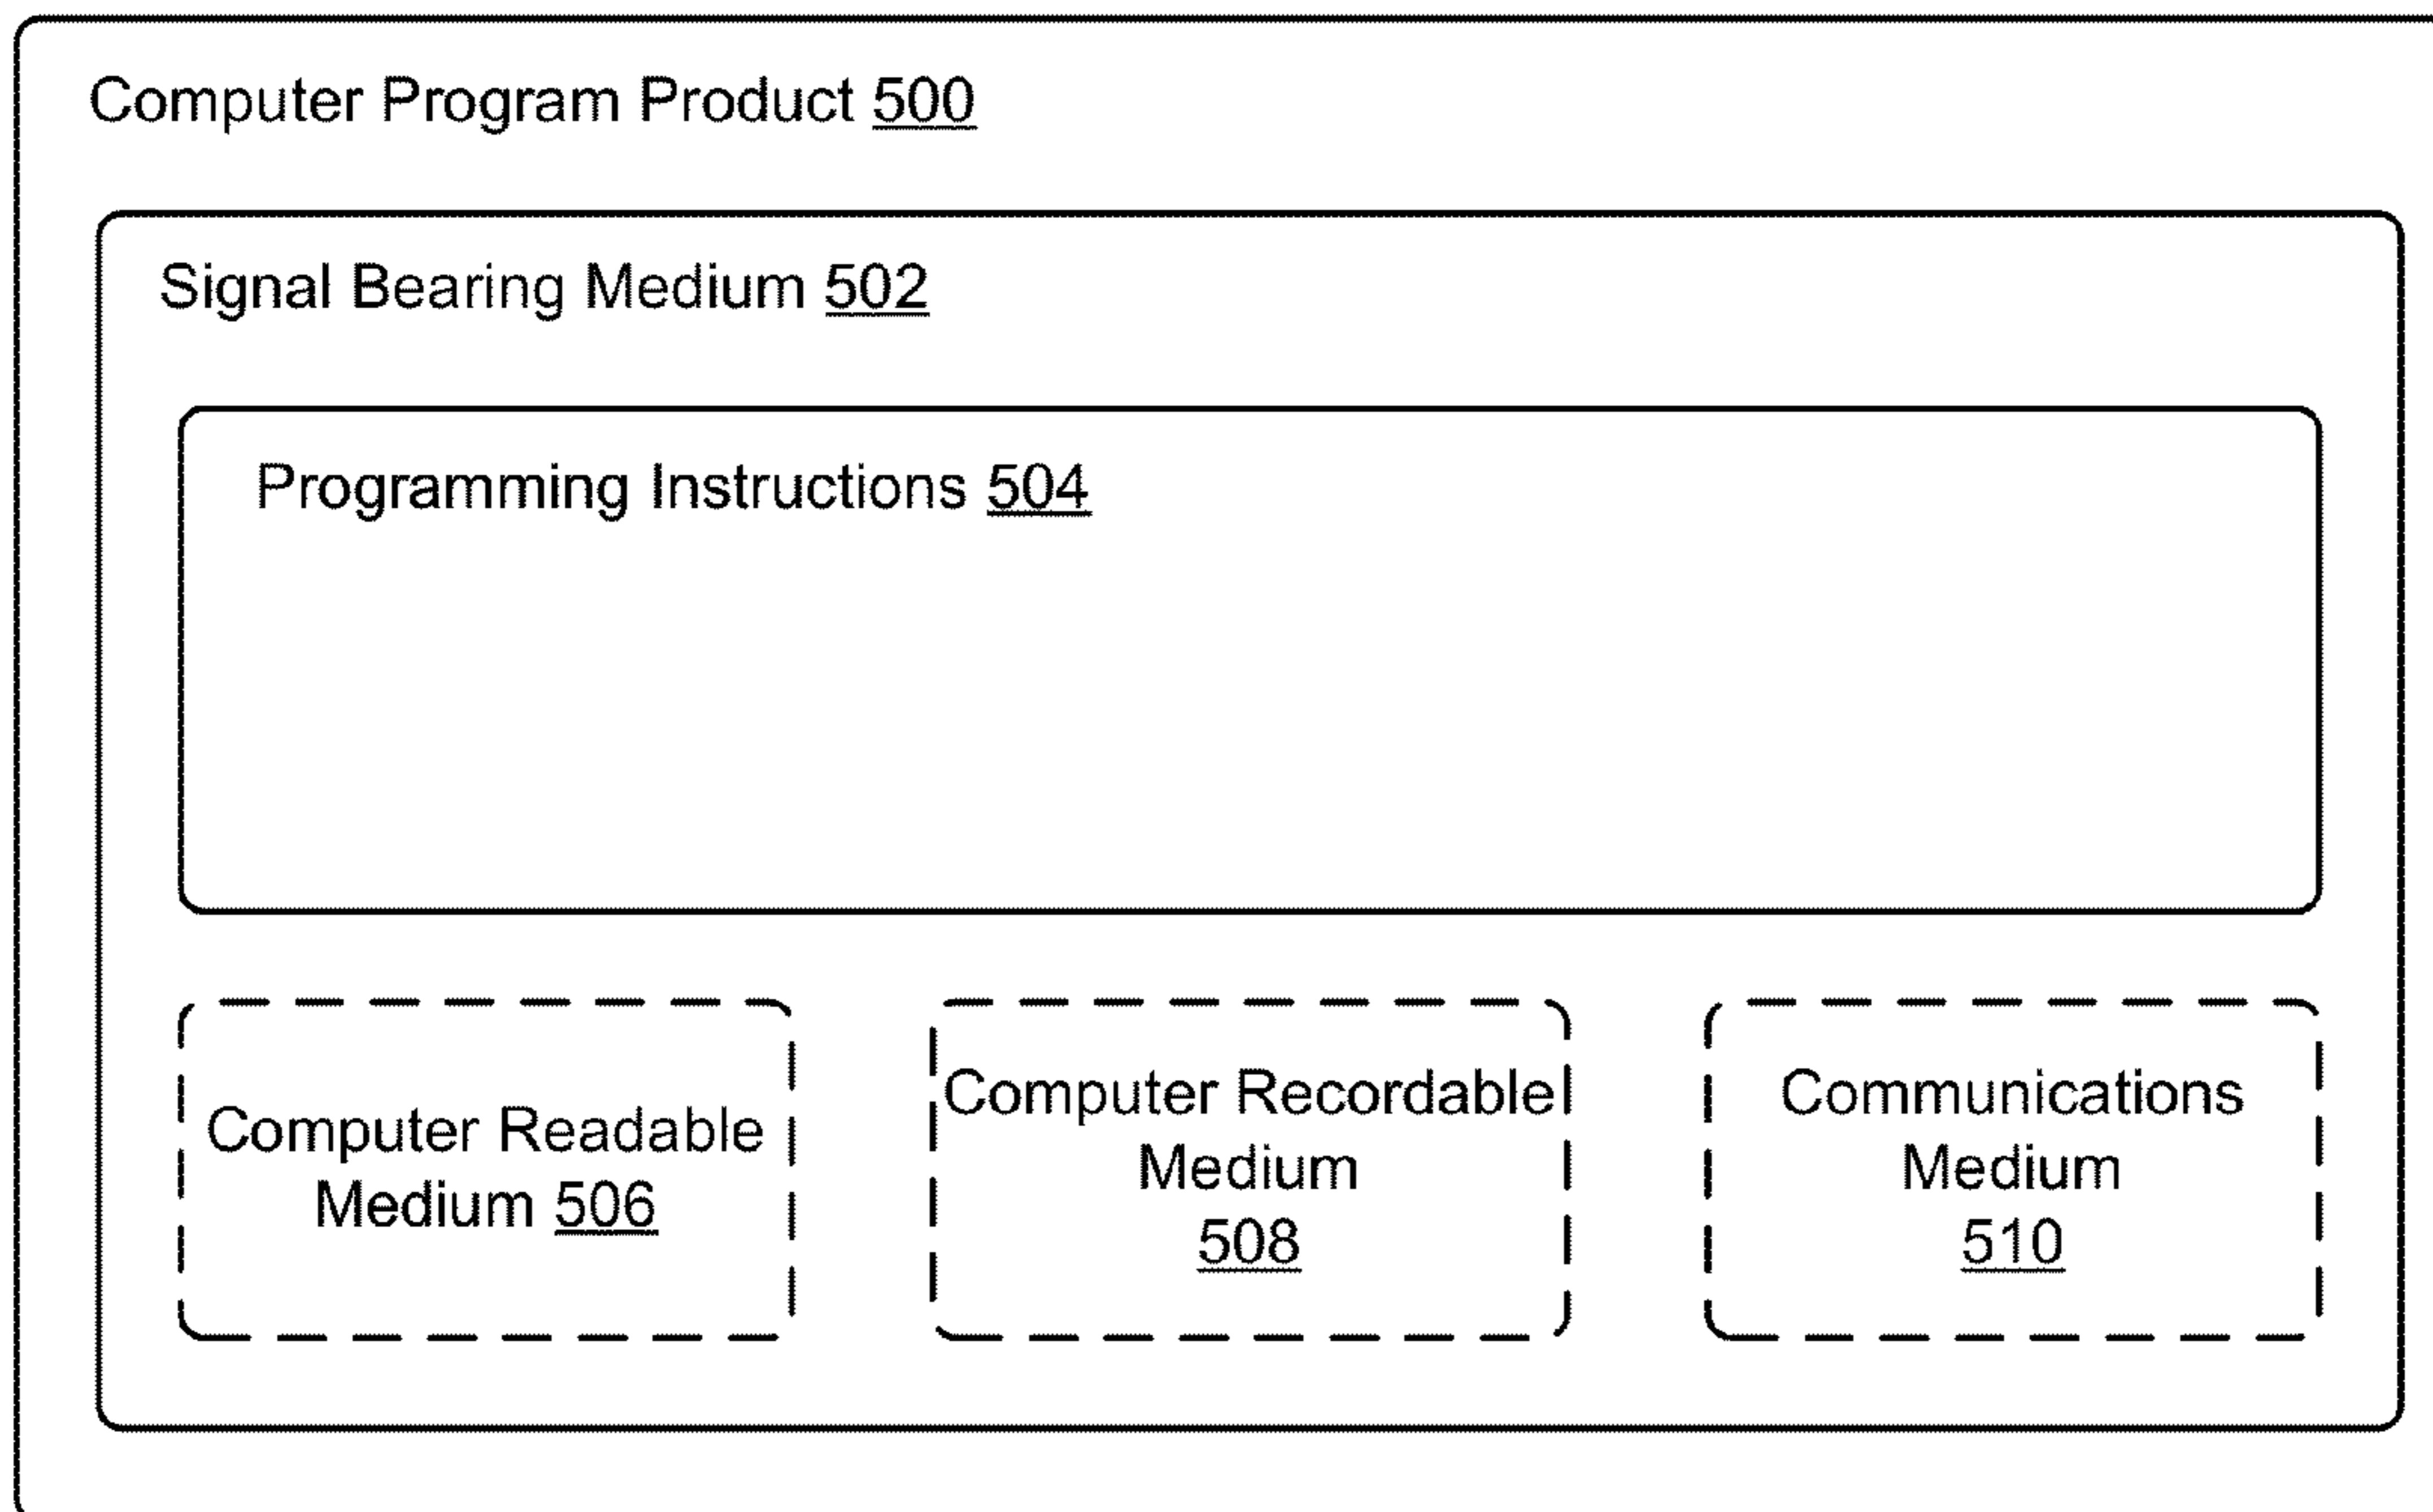 Computer Program Product 500
Signal Bearing Medium 502
Programming Instructions 504
Computer Readable
Medium 506
Computer Recordable
Medium
508
Communications
Medium
510